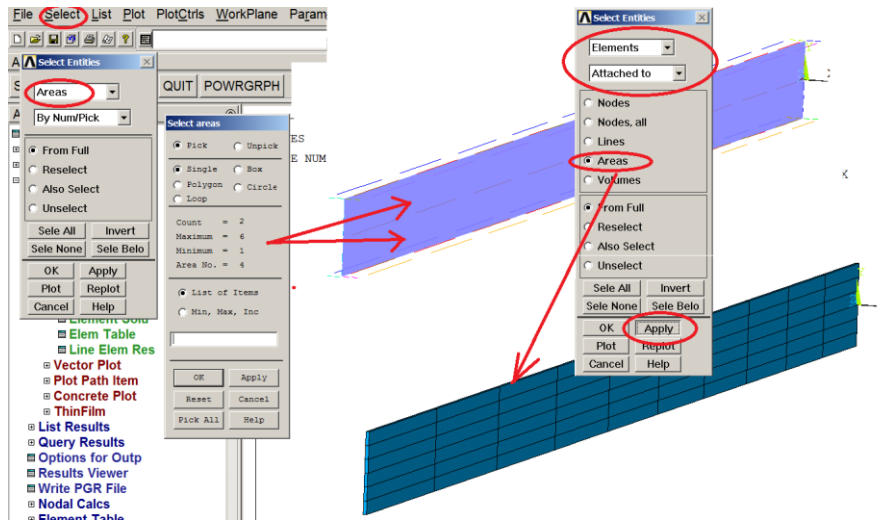 File Select List Plot PlotCtrls WorkPlane Param
Select Entities
Areas
By Num/Pick
From Full
Reselect
Also Select
Unselect
Sele All Invert
Sele None Sele Belo
OK Apply
Plot Replot
Cancel Help
QUIT POWRGRPH
ES
E NUM
Elem Table
Line Elem Res
Vector Plot
Plot Path Item
Concrete Plot
ThinFilm
List Results
Query Results
Options for Outp
Results Viewer
Write PGR File
Nodal Calcs
Element Table
Select areas
Pick Unpick
Single Box
Polygon Circle
Loop
Count = 2
Maximum = 6
Minimum = 1
Area No. = 4
List of Items
Min, Max, Inc
OK Apply
Reset Cancel
Pick All Help
Select Entities
Elements
Attached to
Nodes
Nodes, all
Lines
Areas
Volumes
From Full
Reselect
Also Select
Unselect
Sele All Invert
Sele None Sele Belo
OK Apply
Plot Replot
Cancel Help
X